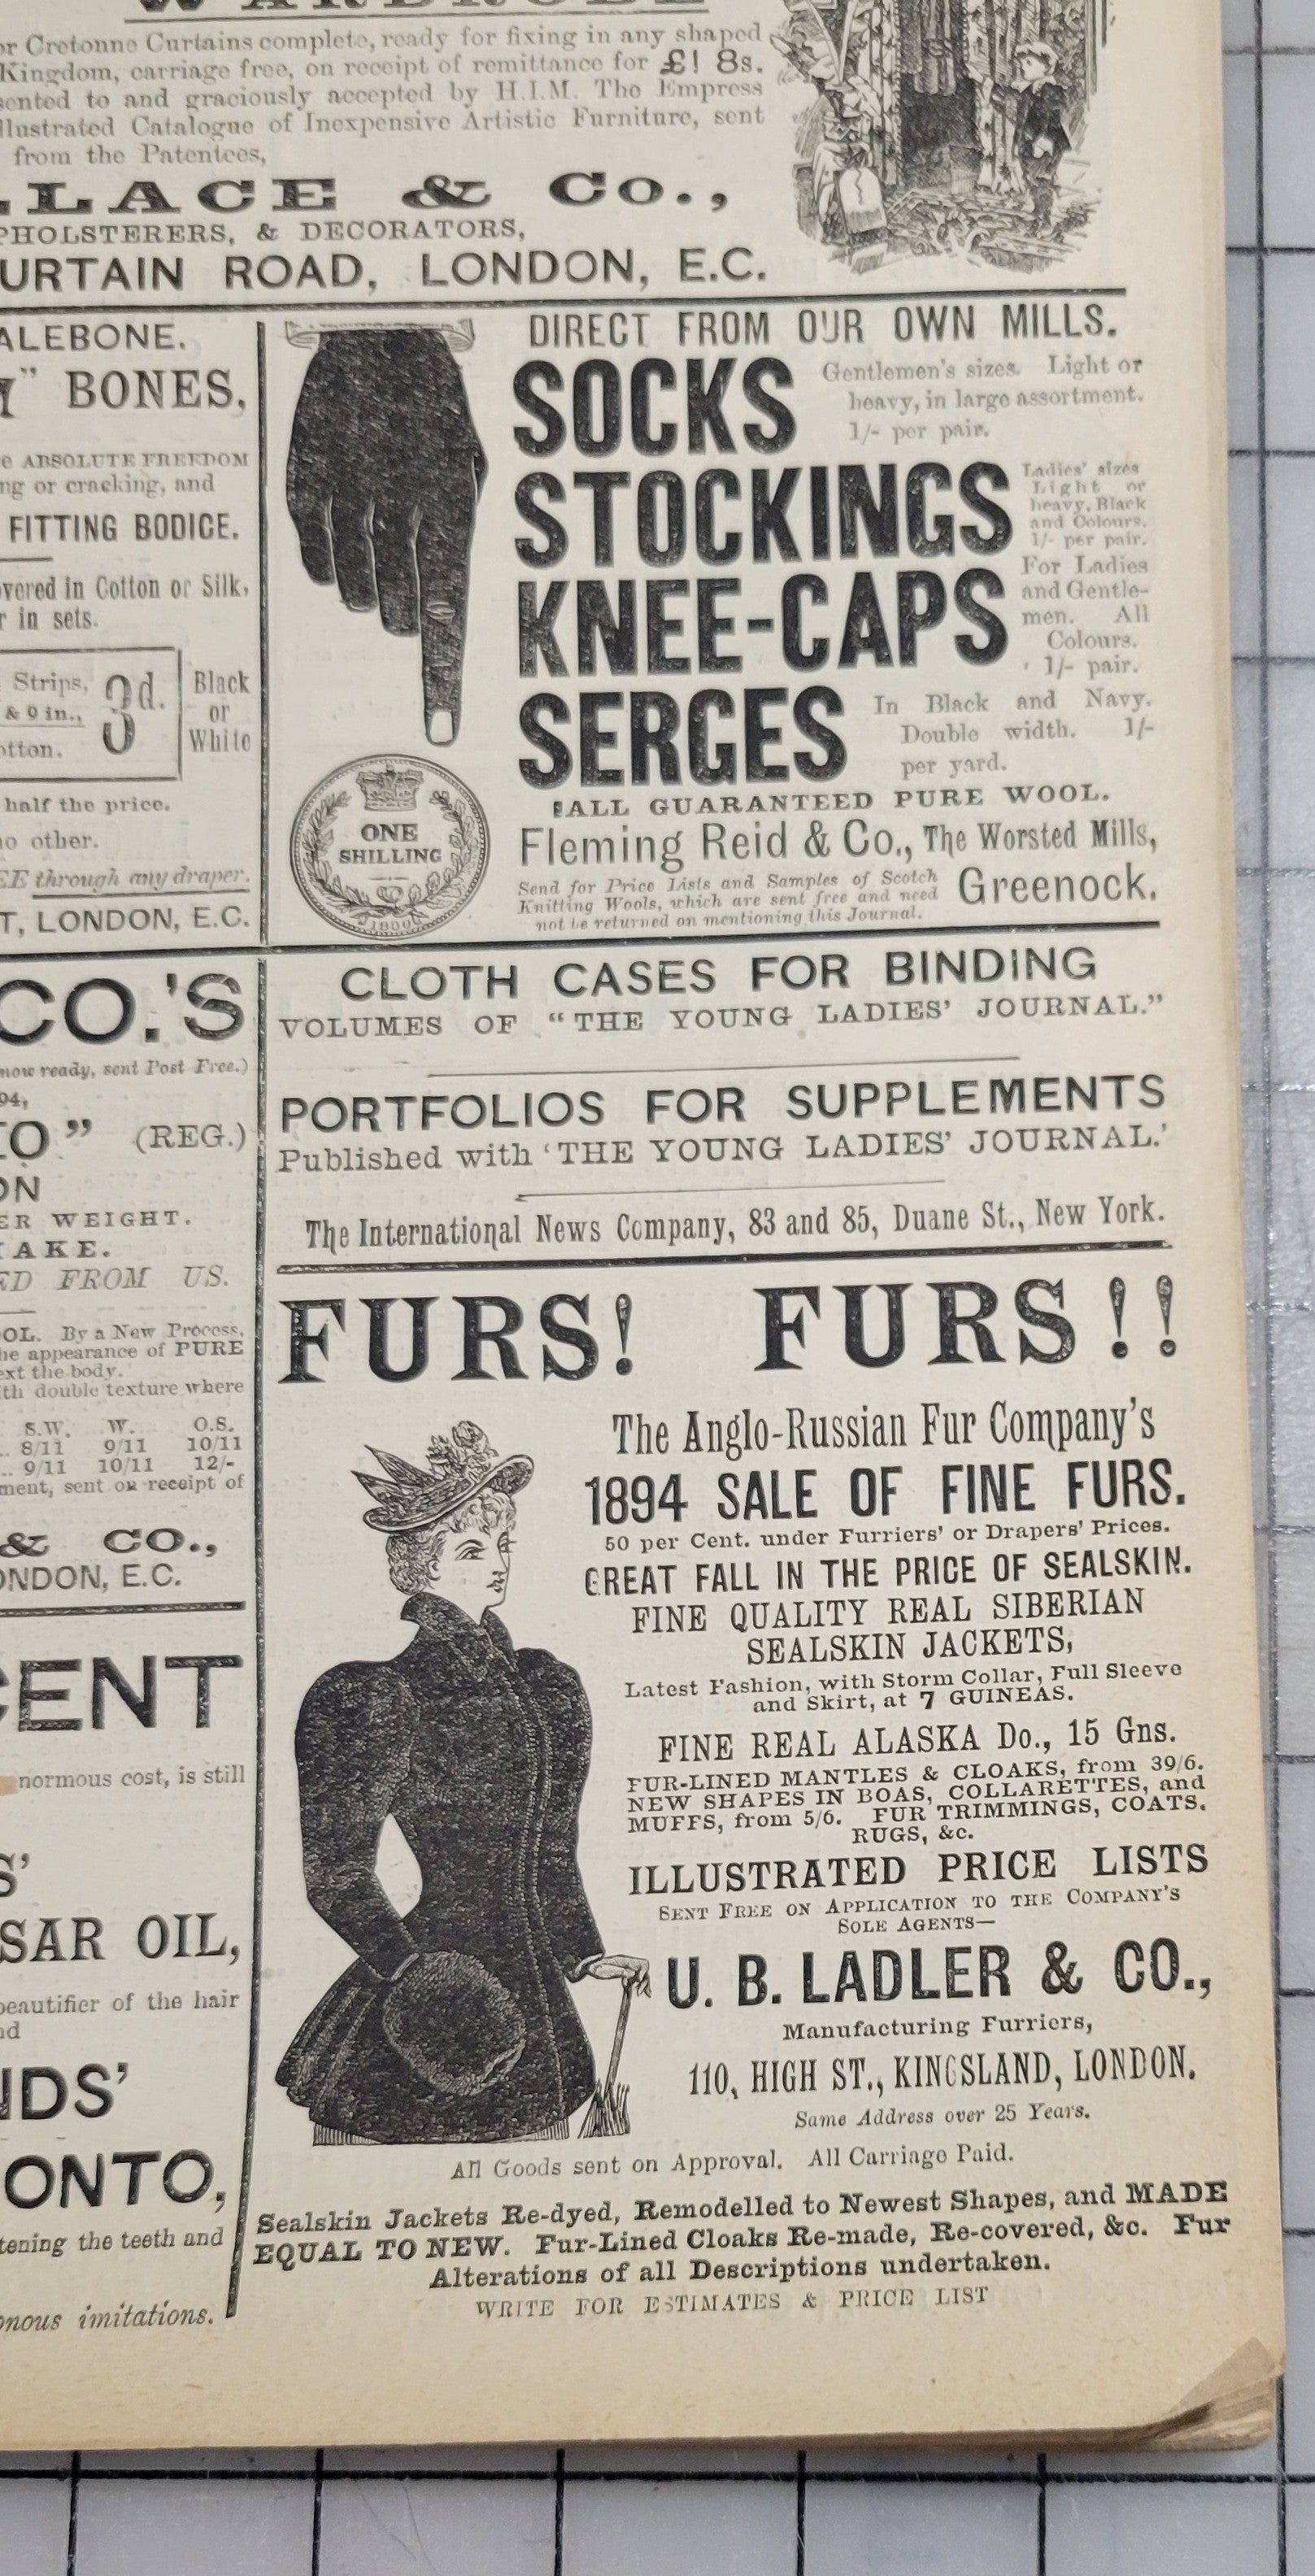 WARDROBE
or Cretonne Curtains complete, ready for fixing in any shaped
Kingdom, carriage free, on receipt of remittance for £1 8s.
sented to and graciously accepted by H.I.M. The Empress
llustrated Catalogue of Inexpensive Artistic Furniture, sent
from the Patentees,
LLACE & Co.,
PHOLSTERERS, & DECORATORS,
URTAIN ROAD, LONDON, E.C.
ALEBONE.
Y" BONES,
e ABSOLUTE FREEDOM
ng or cracking, and
FITTING BODICE.
overed in Cotton or Silk,
r in sets.
Strips,
& 9 in.,
otton.
3d.
Black
or
White
half the price.
no other.
EE through any draper.
T, LONDON, E.C.
DIRECT FROM OUR OWN MILLS.
SOCKS
Gentlemen's sizes. Light or
heavy, in large assortment.
1/- per pair.
STOCKINGS
Ladies' sizes
Light or
heavy, Black
and Colours.
1/- per pair.
KNEE-CAPS
For Ladies
and Gentle-
men. All
Colours.
1/- pair.
SERGES
In Black and Navy.
Double width. 1/-
per yard.
ALL GUARANTEED PURE WOOL.
Fleming Reid & Co., The Worsted Mills,
Greenock.
Send for Price Lists and Samples of Scotch
Knitting Wools, which are sent free and need
not be returned on mentioning this Journal.
ONE
SHILLING
CO.'S
now ready, sent Post Free.)
94,
TO" (REG.)
ON
ER WEIGHT.
AKE.
ED FROM US.
OOL. By a New Process,
he appearance of PURE
ext the body.
ith double texture where
S.W. W. O.S.
.. 8/11 9/11 10/11
.. 9/11 10/11 12/-
ment, sent on receipt of
& CO.,
ONDON, E.C.
CLOTH CASES FOR BINDING
VOLUMES OF "THE YOUNG LADIES' JOURNAL."
PORTFOLIOS FOR SUPPLEMENTS
Published with 'THE YOUNG LADIES' JOURNAL.'
The International News Company, 83 and 85, Duane St., New York.
CENT
normous cost, is still
S'
SAR OIL,
beautifier of the hair
nd
NDS'
ONTO,
tening the teeth and
onous imitations.
FURS! FURS!!
The Anglo-Russian Fur Company's
1894 SALE OF FINE FURS.
50 per Cent. under Furriers' or Drapers' Prices.
GREAT FALL IN THE PRICE OF SEALSKIN.
FINE QUALITY REAL SIBERIAN
SEALSKIN JACKETS,
Latest Fashion, with Storm Collar, Full Sleeve
and Skirt, at 7 GUINEAS.
FINE REAL ALASKA Do., 15 Gns.
FUR-LINED MANTLES & CLOAKS, from 39/6.
NEW SHAPES IN BOAS, COLLARETTES, and
MUFFS, from 5/6. FUR TRIMMINGS, COATS,
RUGS, &c.
ILLUSTRATED PRICE LISTS
SENT FREE ON APPLICATION TO THE COMPANY'S
SOLE AGENTS—
U. B. LADLER & CO.,
Manufacturing Furriers,
110, HIGH ST., KINGSLAND, LONDON.
Same Address over 25 Years.
All Goods sent on Approval. All Carriage Paid.
Sealskin Jackets Re-dyed, Remodelled to Newest Shapes, and MADE
EQUAL TO NEW. Fur-Lined Cloaks Re-made, Re-covered, &c. Fur
Alterations of all Descriptions undertaken.
WRITE FOR ESTIMATES & PRICE LIST